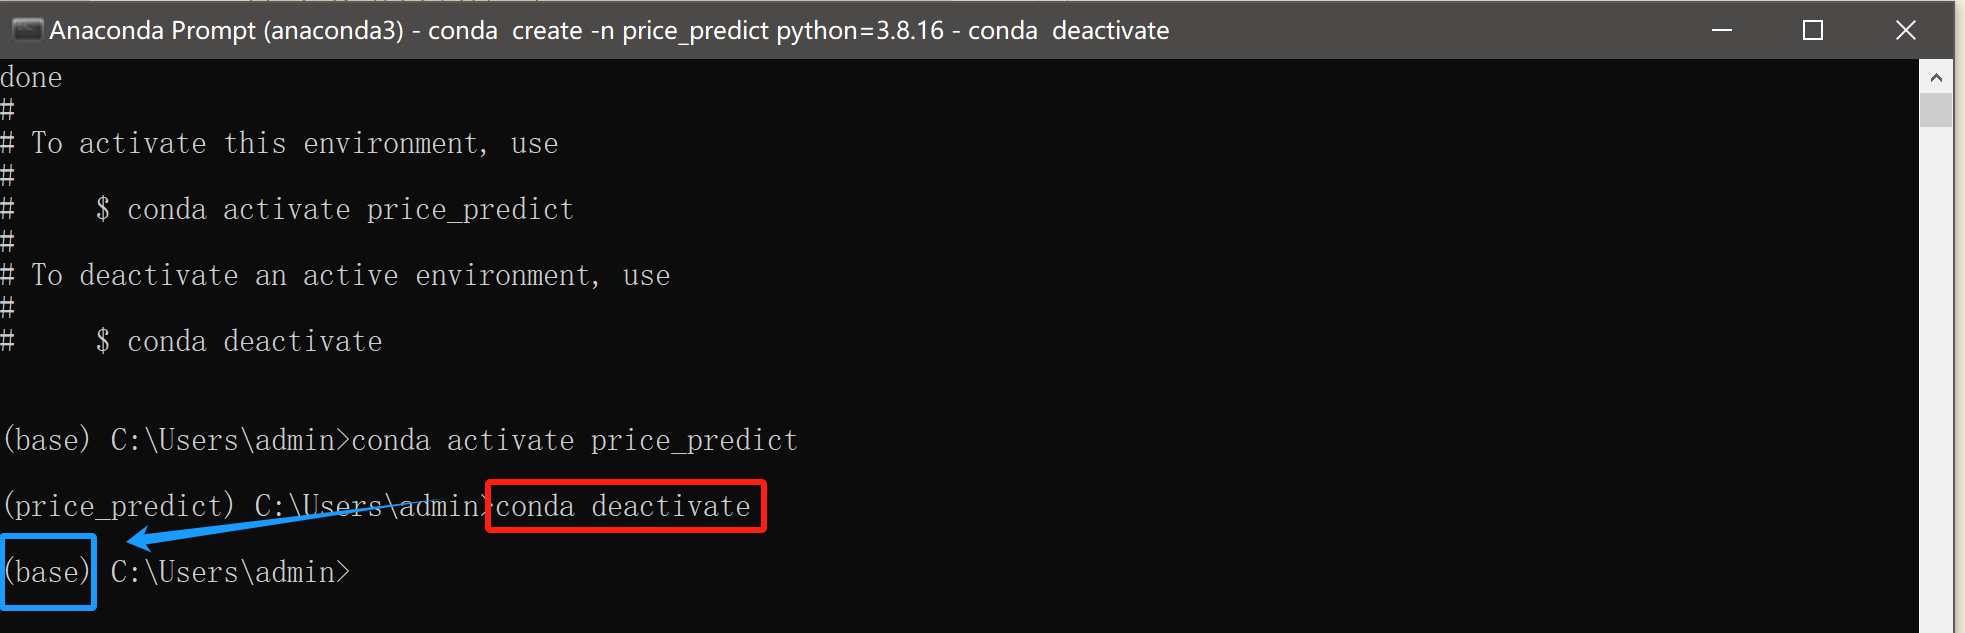 Anaconda Prompt (anaconda3) - conda  create -n price_predict python=3.8.16 - conda  deactivate
done
#
# To activate this environment, use
#
#     $ conda activate price_predict
#
# To deactivate an active environment, use
#
#     $ conda deactivate
(base) C:\Users\admin>conda activate price_predict
(price_predict) C:\Users\admin>conda deactivate
(base) C:\Users\admin>